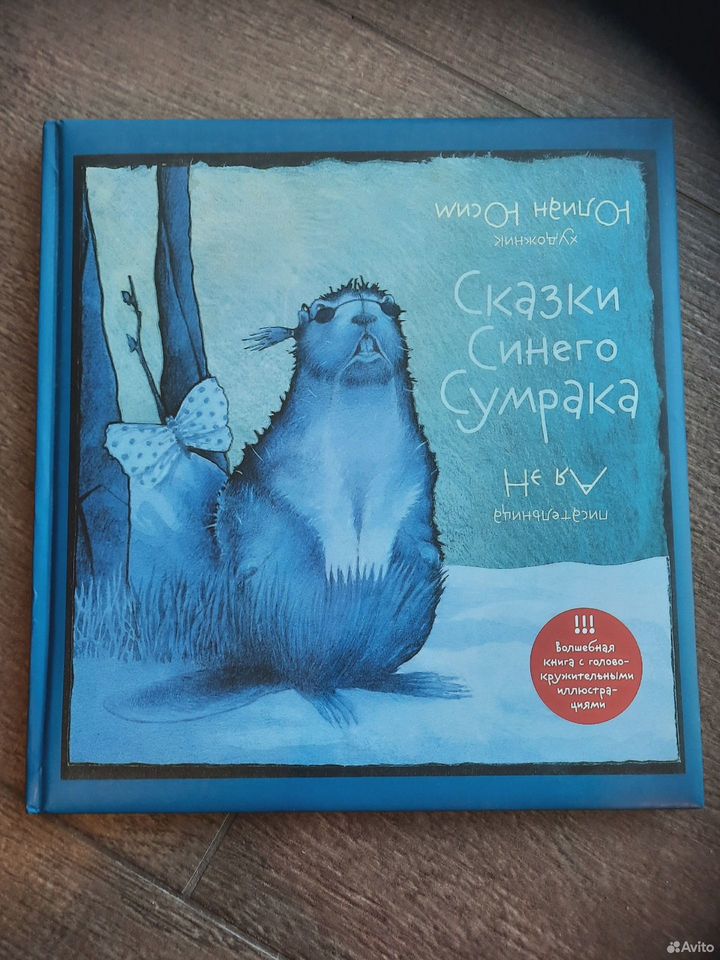 художник
Юлиан Юсим
Сказки
Синего
Сумрака
писательница
Ая эН
!!!
Волшебная
книга с голово-
кружительными
иллюстра-
циями
Avito